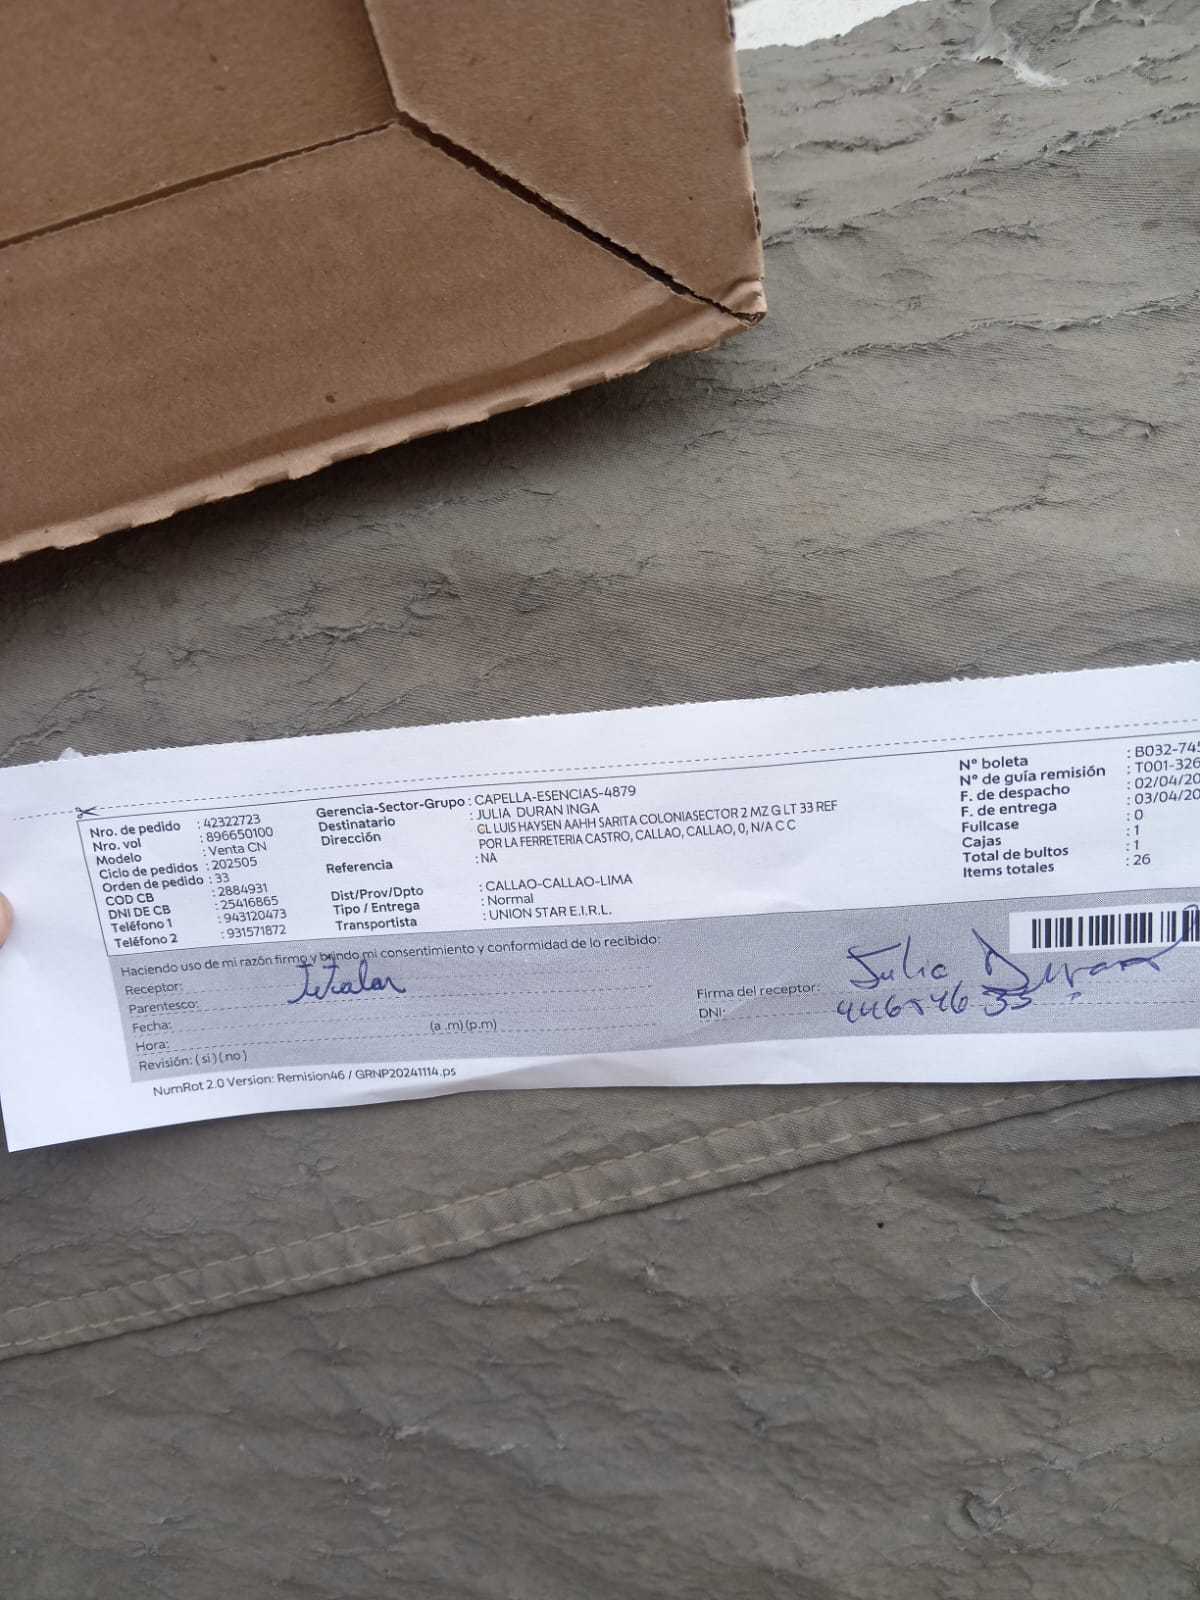 Nro. de pedido : 42322723
Nro. vol : 896650100
Modelo : Venta CN
Ciclo de pedidos : 202505
Orden de pedido : 33
COD CB : 2884931
DNI DE CB : 25416865
Teléfono 1 : 943120473
Teléfono 2 : 931571872
Gerencia-Sector-Grupo : CAPELLA-ESENCIAS-4879
Destinatario : JULIA DURAN INGA
Dirección : CL LUIS HAYSEN AAHH SARITA COLONIASECTOR 2 MZ G LT 33 REF
POR LA FERRETERIA CASTRO, CALLAO, CALLAO, 0, N/A C C
Referencia : NA
Dist/Prov/Dpto : CALLAO-CALLAO-LIMA
Tipo / Entrega : Normal
Transportista : UNION STAR E.I.R.L.
Nº boleta : B032-745
Nº de guía remisión : T001-326
F. de despacho : 02/04/20
F. de entrega : 03/04/20
Fullcase : 0
Cajas : 1
Total de bultos : 1
Items totales : 26
Haciendo uso de mi razón firmo y brindo mi consentimiento y conformidad de lo recibido:
Receptor:
Parentesco: Titular
Fecha:
Hora: (a .m) (p.m)
Revisión: ( si ) ( no )
Firma del receptor: Julia Duran
DNI:
NumRot 2.0 Version: Remision46 / GRNP20241114.ps